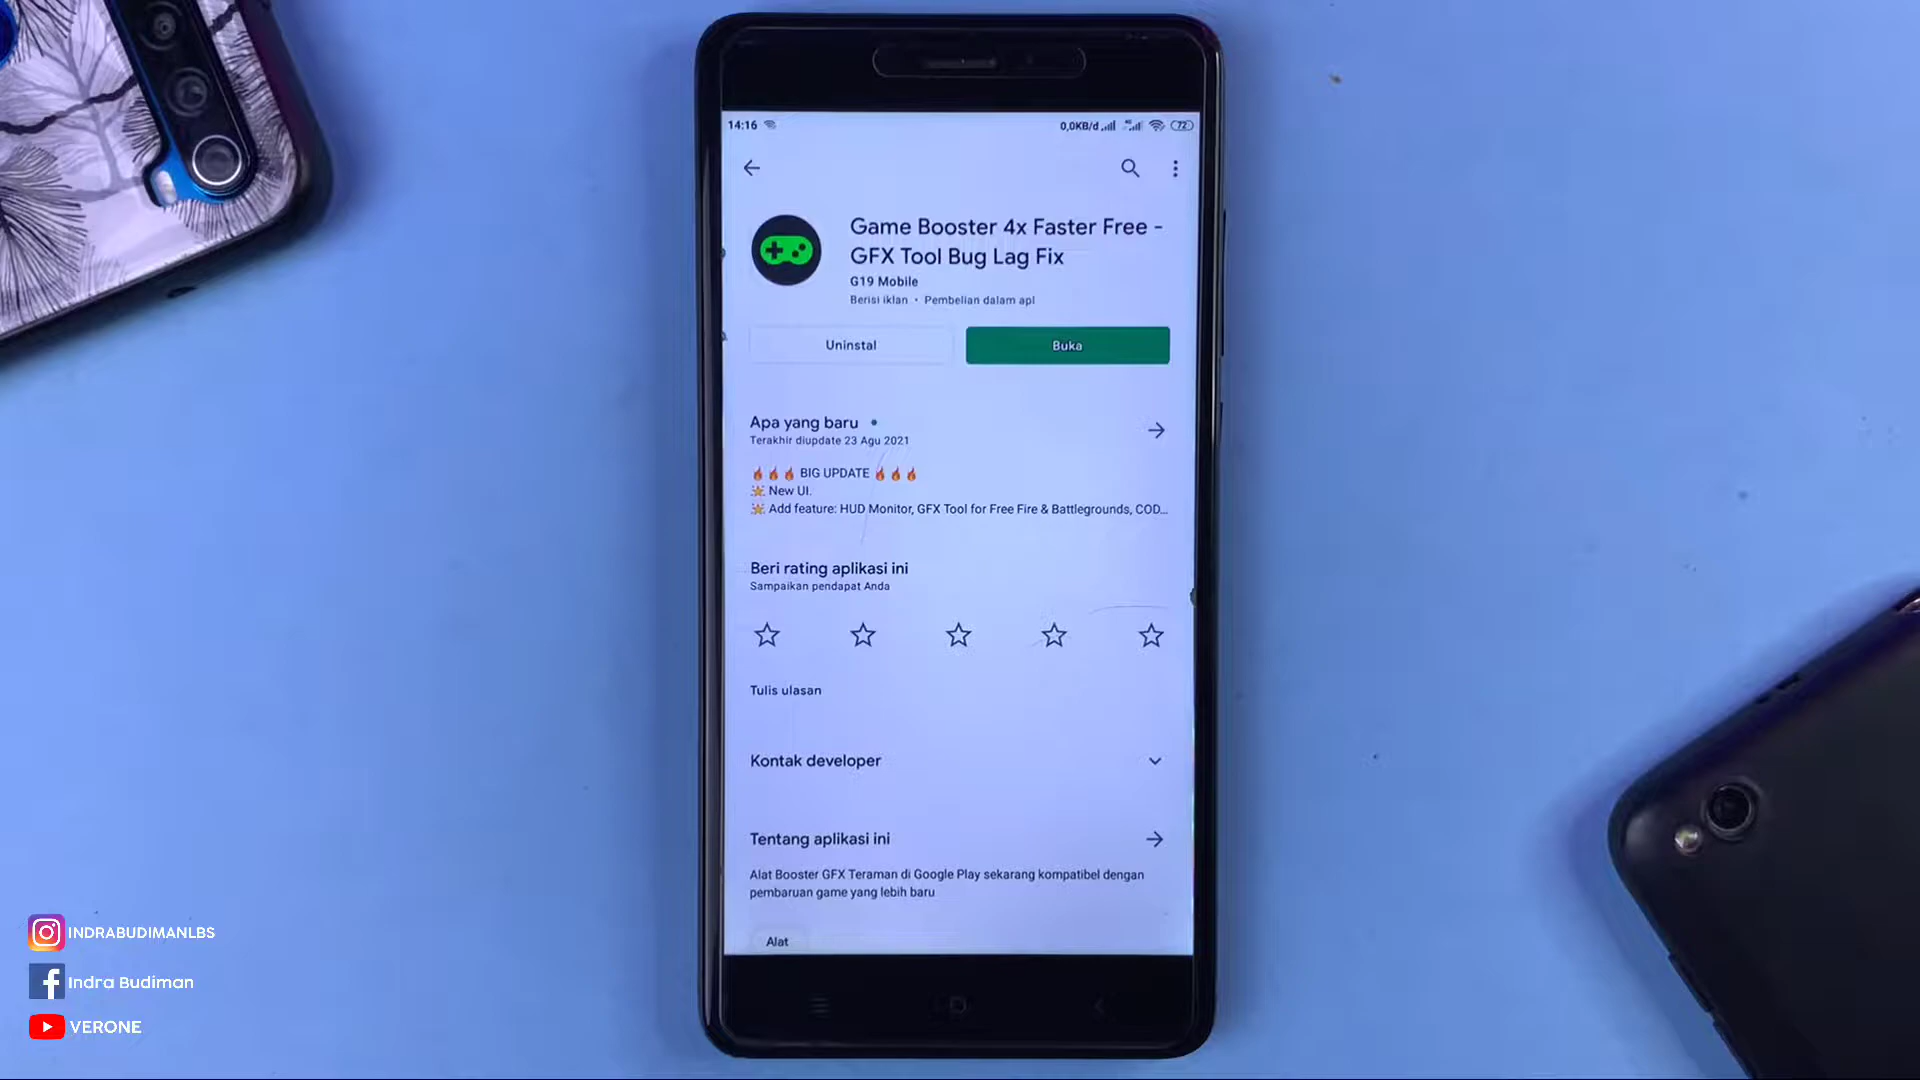 14:16
0,0KB/d
72
Game Booster 4x Faster Free -
GFX Tool Bug Lag Fix
G19 Mobile
Berisi iklan • Pembelian dalam apl
Uninstal
Buka
Apa yang baru
Terakhir diupdate 23 Agu 2021
🔥🔥🔥 BIG UPDATE 🔥🔥🔥
🌟 New UI.
🌟 Add feature: HUD Monitor, GFX Tool for Free Fire & Battlegrounds, COD...
Beri rating aplikasi ini
Sampaikan pendapat Anda
Tulis ulasan
Kontak developer
Tentang aplikasi ini
Alat Booster GFX Teraman di Google Play sekarang kompatibel dengan
pembaruan game yang lebih baru
Alat
INDRABUDIMANLBS
Indra Budiman
VERONE